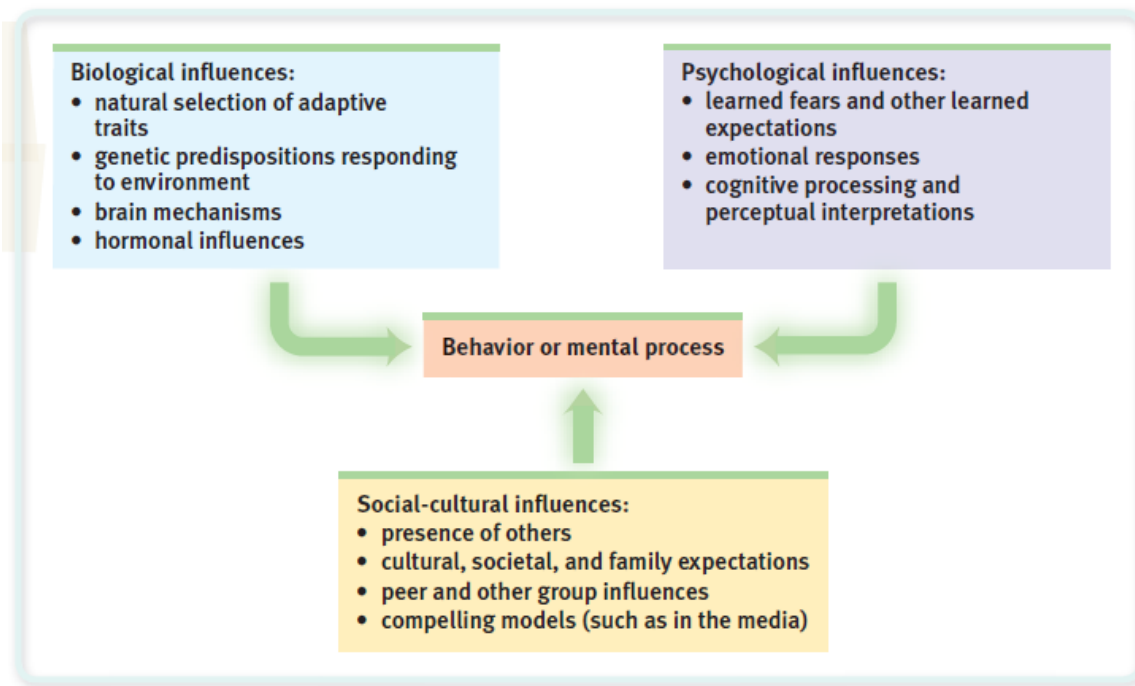 Biological influences:
• natural selection of adaptive
traits
• genetic predispositions responding
to environment
• brain mechanisms
• hormonal influences
Psychological influences:
• learned fears and other learned
expectations
• emotional responses
• cognitive processing and
perceptual interpretations
Behavior or mental process
Social-cultural influences:
• presence of others
• cultural, societal, and family expectations
• peer and other group influences
• compelling models (such as in the media)